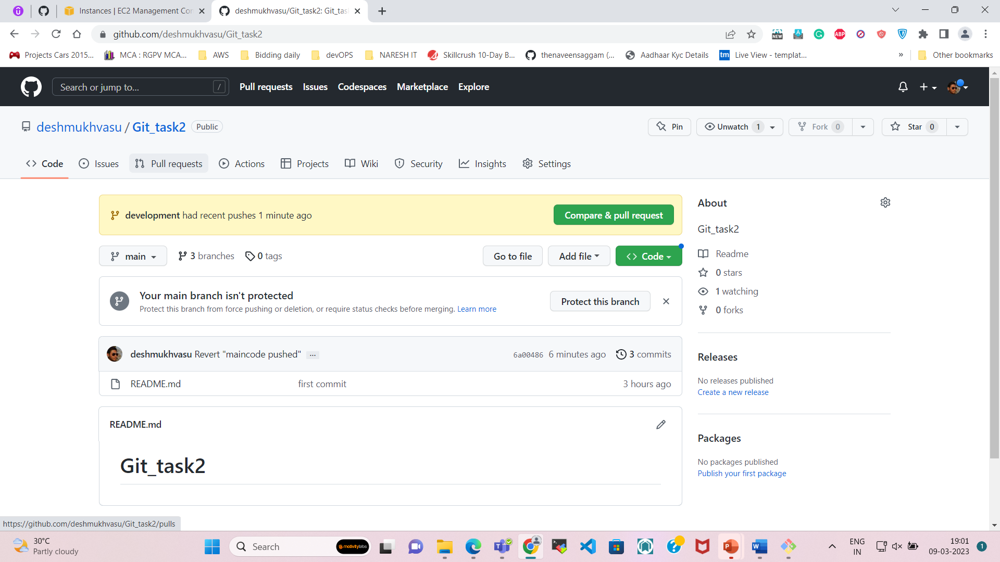 Instances | EC2 Management Con
deshmukhvasu/Git_task2: Git_tas
github.com/deshmukhvasu/Git_task2
NEW
A
G
ABP
Projects Cars 2015...
MCA : RGPV MCA...
AWS
Bidding daily
devOPS
NARESH IT
Skillcrush 10-Day B...
thenaveensaggam (...
Aadhaar Kyc Details
tm
Live View - templat...
»
Other bookmarks
Search or jump to...
/
Pull requests
Issues
Codespaces
Marketplace
Explore
deshmukhvasu / Git_task2
Public
Pin
Unwatch 1
Fork 0
Star 0
Code
Issues
Pull requests
Actions
Projects
Wiki
Security
Insights
Settings
development had recent pushes 1 minute ago
Compare & pull request
About
Git_task2
main
3 branches
0 tags
Go to file
Add file
Code
Readme
0 stars
1 watching
0 forks
Your main branch isn't protected
Protect this branch from force pushing or deletion, or require status checks before merging. Learn more
Protect this branch
deshmukhvasu Revert "maincode pushed" ...
6a00486 6 minutes ago
3 commits
README.md
first commit
3 hours ago
Releases
No releases published
Create a new release
README.md
Git_task2
Packages
No packages published
Publish your first package
https://github.com/deshmukhvasu/Git_task2/pulls
30°C
Partly cloudy
Search
motivitylabs
ENG
IN
19:01
09-03-2023
1